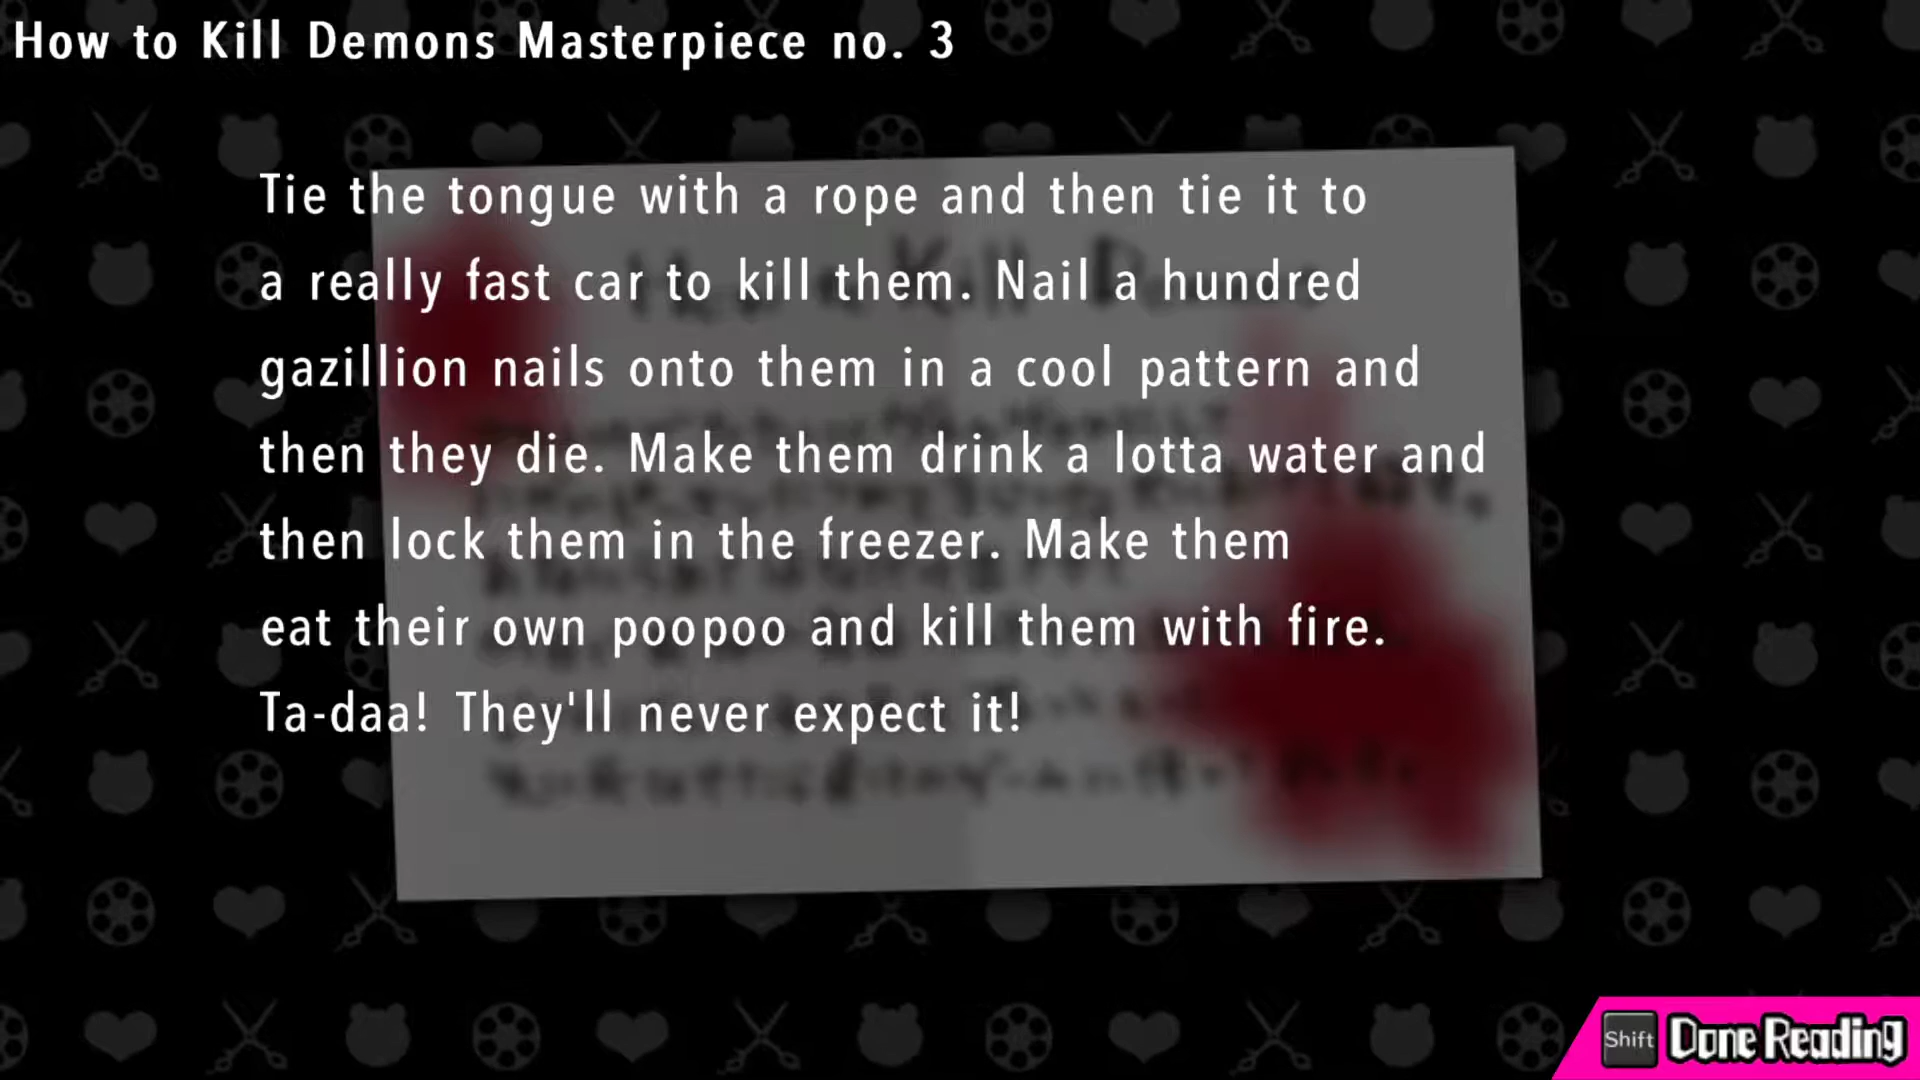 How to Kill Demons Masterpiece no. 3
Tie the tongue with a rope and then tie it to
a really fast car to kill them. Nail a hundred
gazillion nails onto them in a cool pattern and
then they die. Make them drink a lotta water and
then lock them in the freezer. Make them
eat their own poopoo and kill them with fire.
Ta-daa! They'll never expect it!
Shift Done Reading